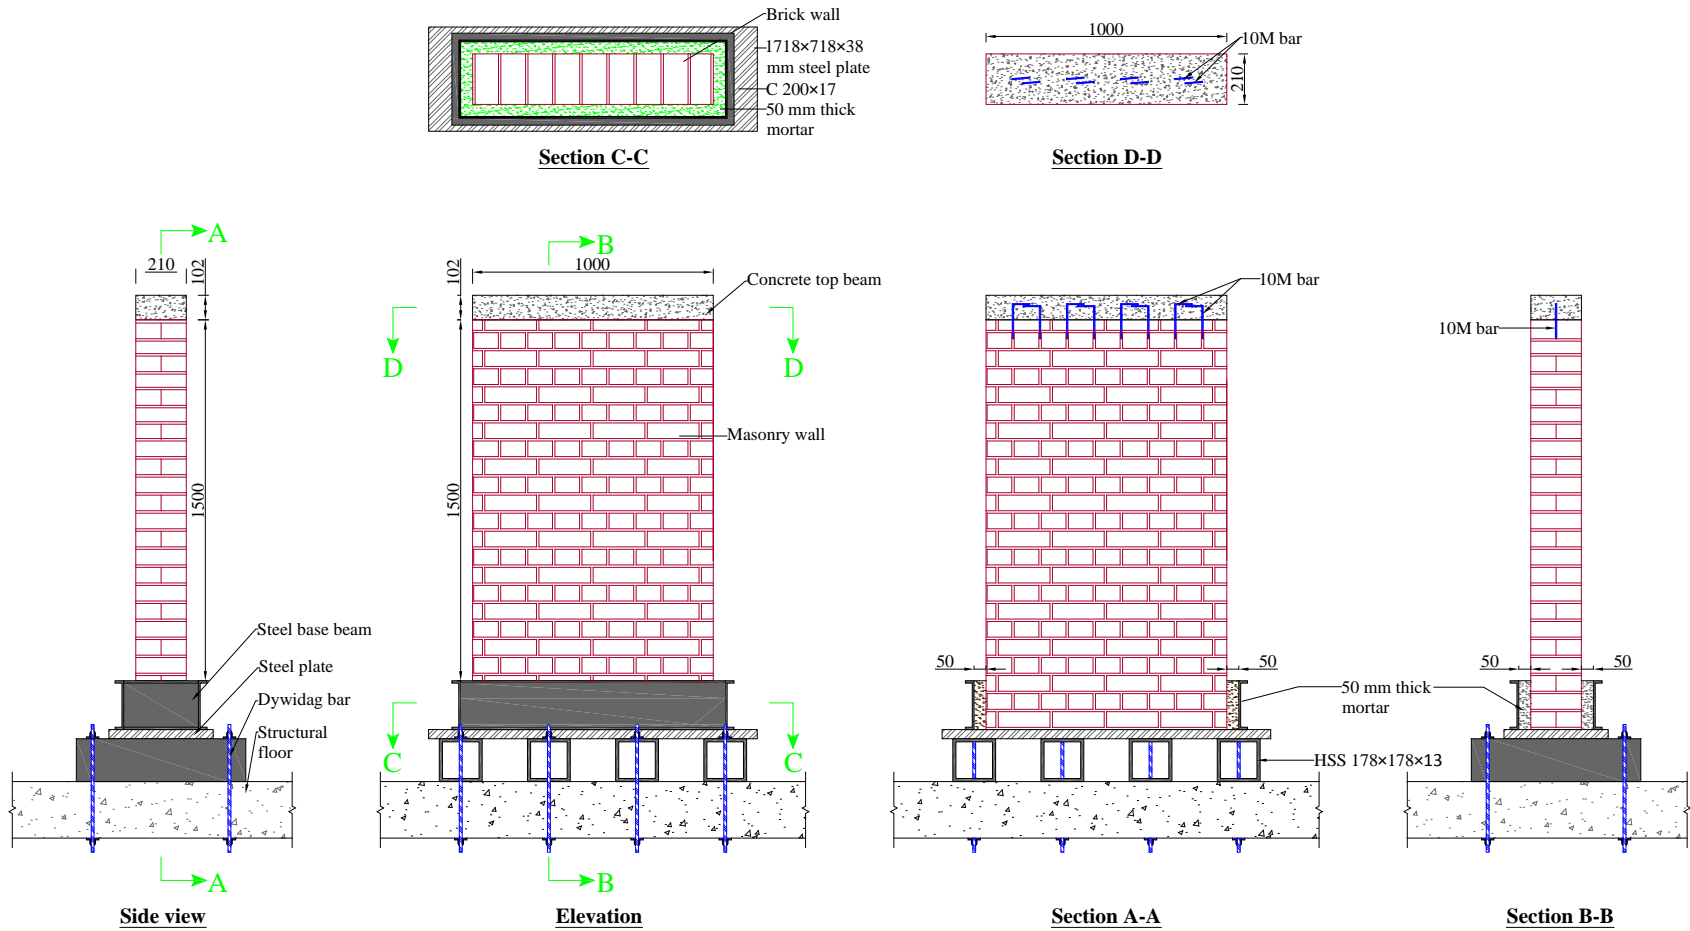 Brick wall
1718×718×38
mm steel plate
C 200×17
50 mm thick
mortar
Section C-C
1000
10M bar
210
Section D-D
A
210
102
1500
Steel base beam
Steel plate
Dywidag bar
Structural
floor
A
Side view
B
1000
102
Concrete top beam
D
D
Masonry wall
1500
C
C
B
Elevation
10M bar
50
50
50 mm thick
mortar
HSS 178×178×13
Section A-A
10M bar
50
50
Section B-B